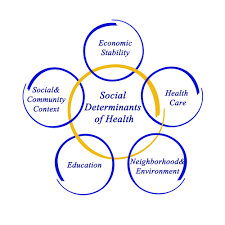 Economic
Stability
Social&
Community
Context
Social
Determinants
of Health
Health
Care
Education
Neighborhood&
Environment